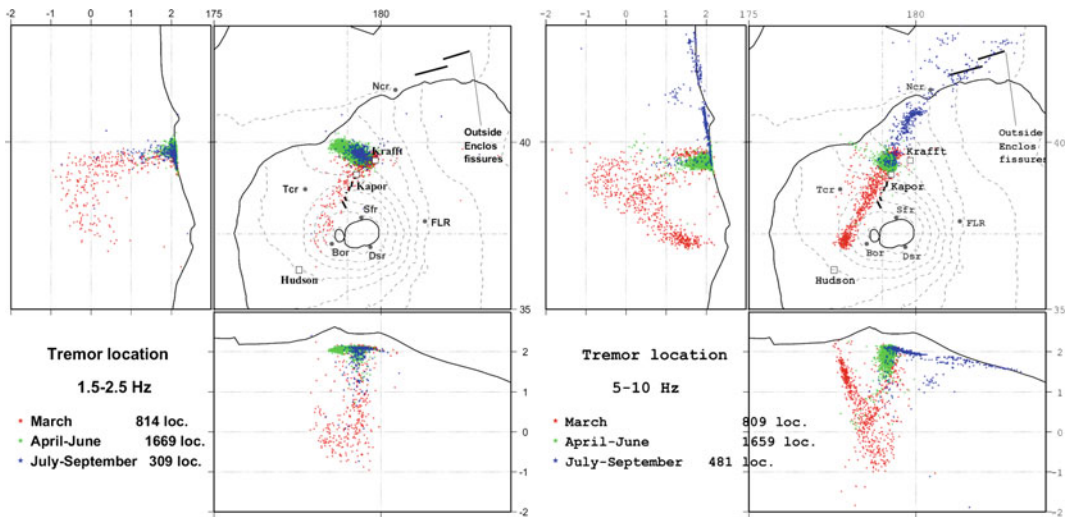 -1 0 1 2 175 180
Ncr
Outside
Enclos
fissures
40
Krafft
Kapor
Tcr
Sfr
FLR
Bor
Dsr
Hudson
35
Tremor location
1.5-2.5 Hz
March 814 loc.
April-June 1669 loc.
July-September 309 loc.
2
1
0
-1
-2
-2 -1 0 1 2 175 180
Ncr
Outside
Enclos
fissures
40
Krafft
Kapor
Tcr
Sfr
FLR
Bor
Dsr
Hudson
35
Tremor location
5-10 Hz
March 809 loc.
April-June 1659 loc.
July-September 481 loc.
2
1
0
-1
-2